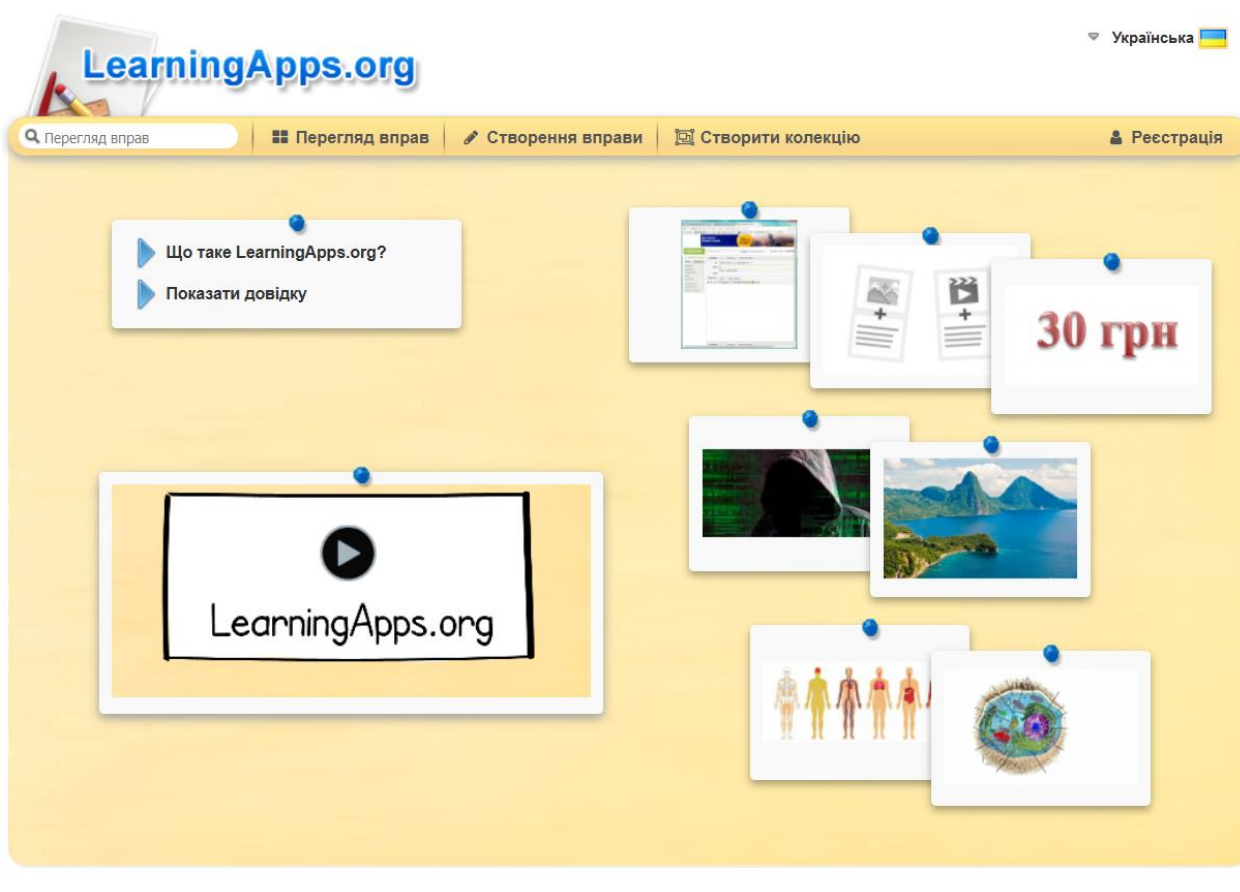 LearningApps.org
Українська
Перегляд вправ
Перегляд вправ
Створення вправи
Створити колекцію
Реєстрація
Що таке LearningApps.org?
Показати довідку
30 грн
LearningApps.org